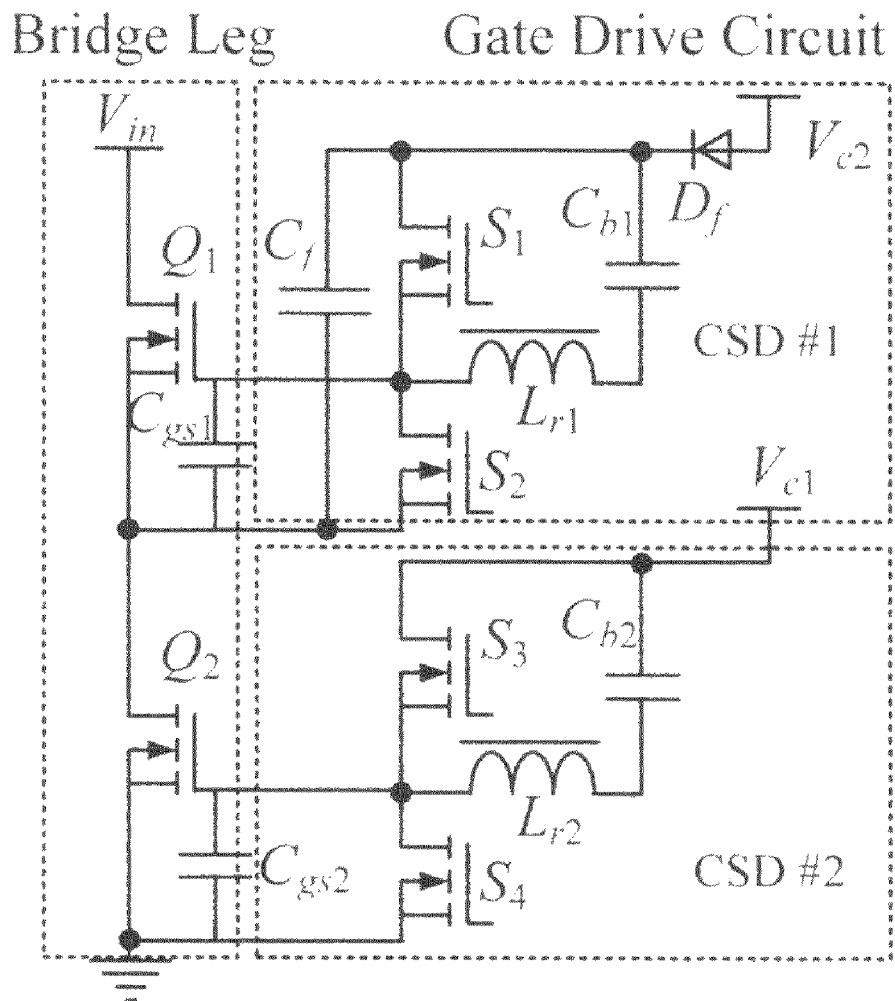 Bridge Leg
Gate Drive Circuit
V_in
V_c2
C_f
S_1
C_b1
D_f
Q_1
CSD #1
C_gs1
L_r1
S_2
V_c1
Q_2
S_3
C_b2
L_r2
C_gs2
S_4
CSD #2